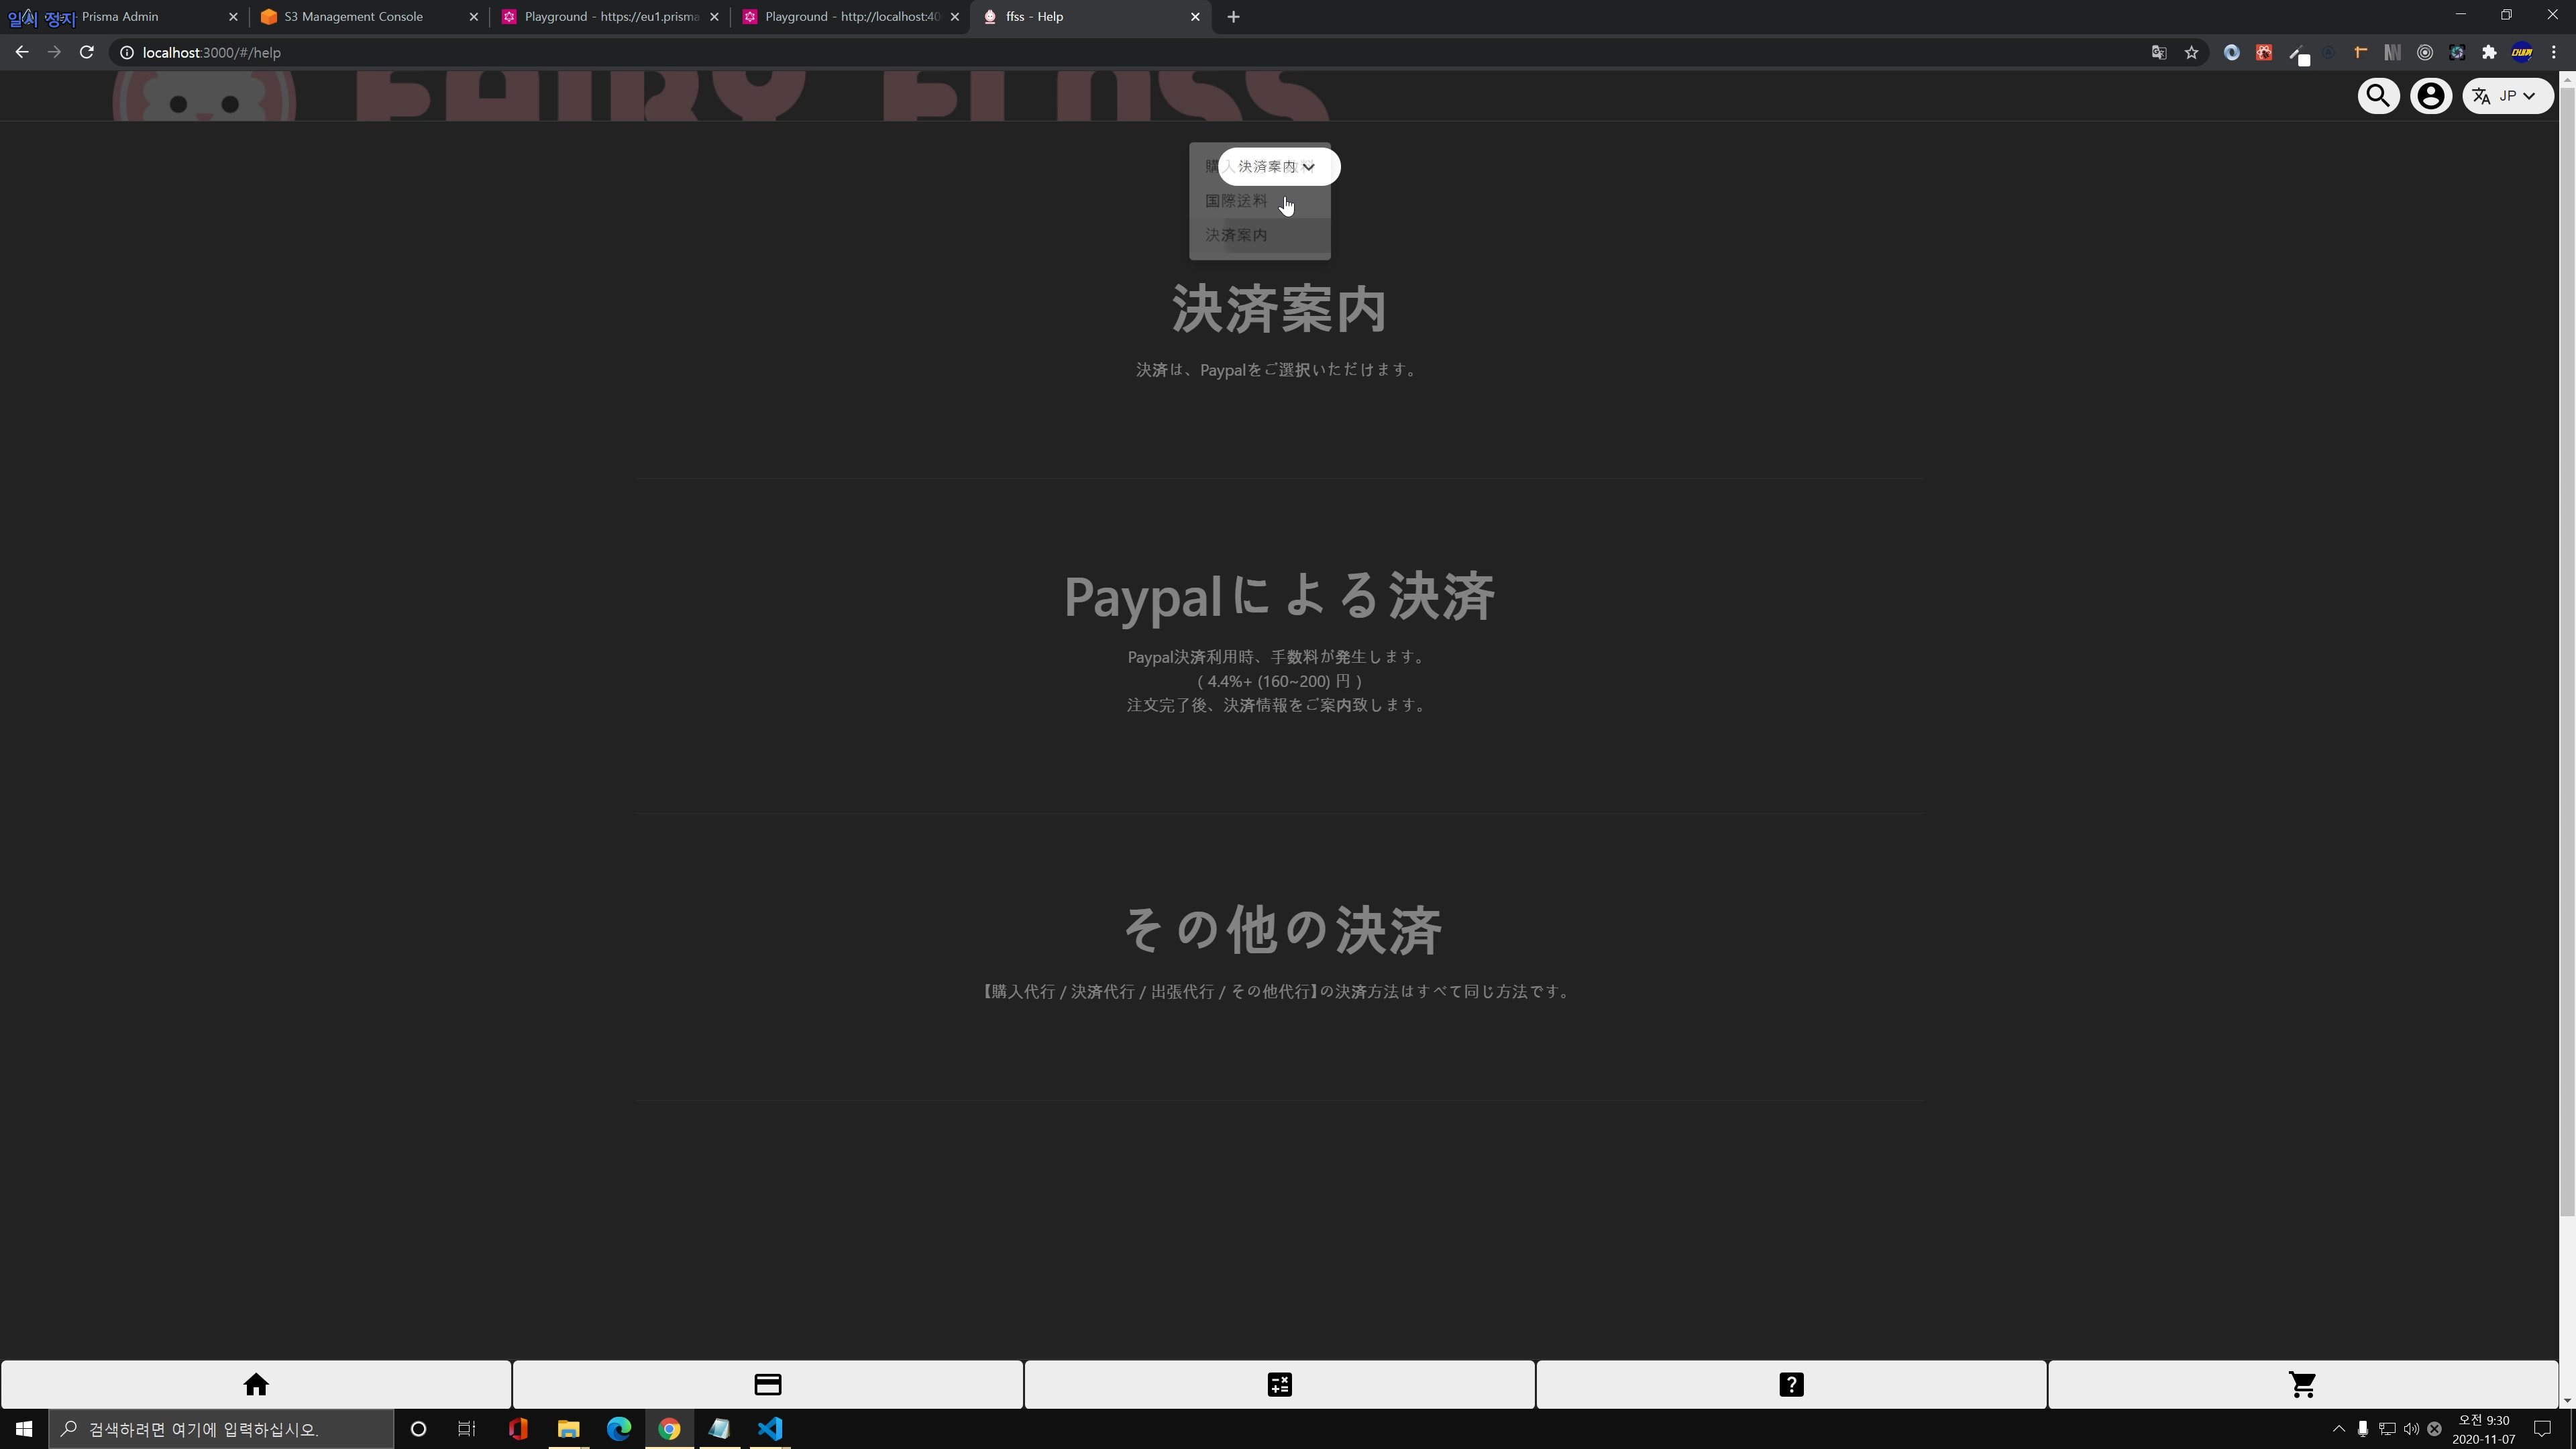 일시 정지
Prisma Admin
S3 Management Console
Playground - https://eu1.prisma
Playground - http://localhost:40
ffss - Help
localhost:3000/#/help
FAIRY FLOSS
JP
決済案内
国際送料
決済案内
決済案内
決済は、Paypalをご選択いただけます。
Paypalによる決済
Paypal決済利用時、手数料が発生します。
( 4.4%+ (160~200) 円 )
注文完了後、決済情報をご案内致します。
その他の決済
【購入代行 / 決済代行 / 出張代行 / その他代行】の決済方法はすべて同じ方法です。
검색하려면 여기에 입력하십시오.
오전 9:30
2020-11-07